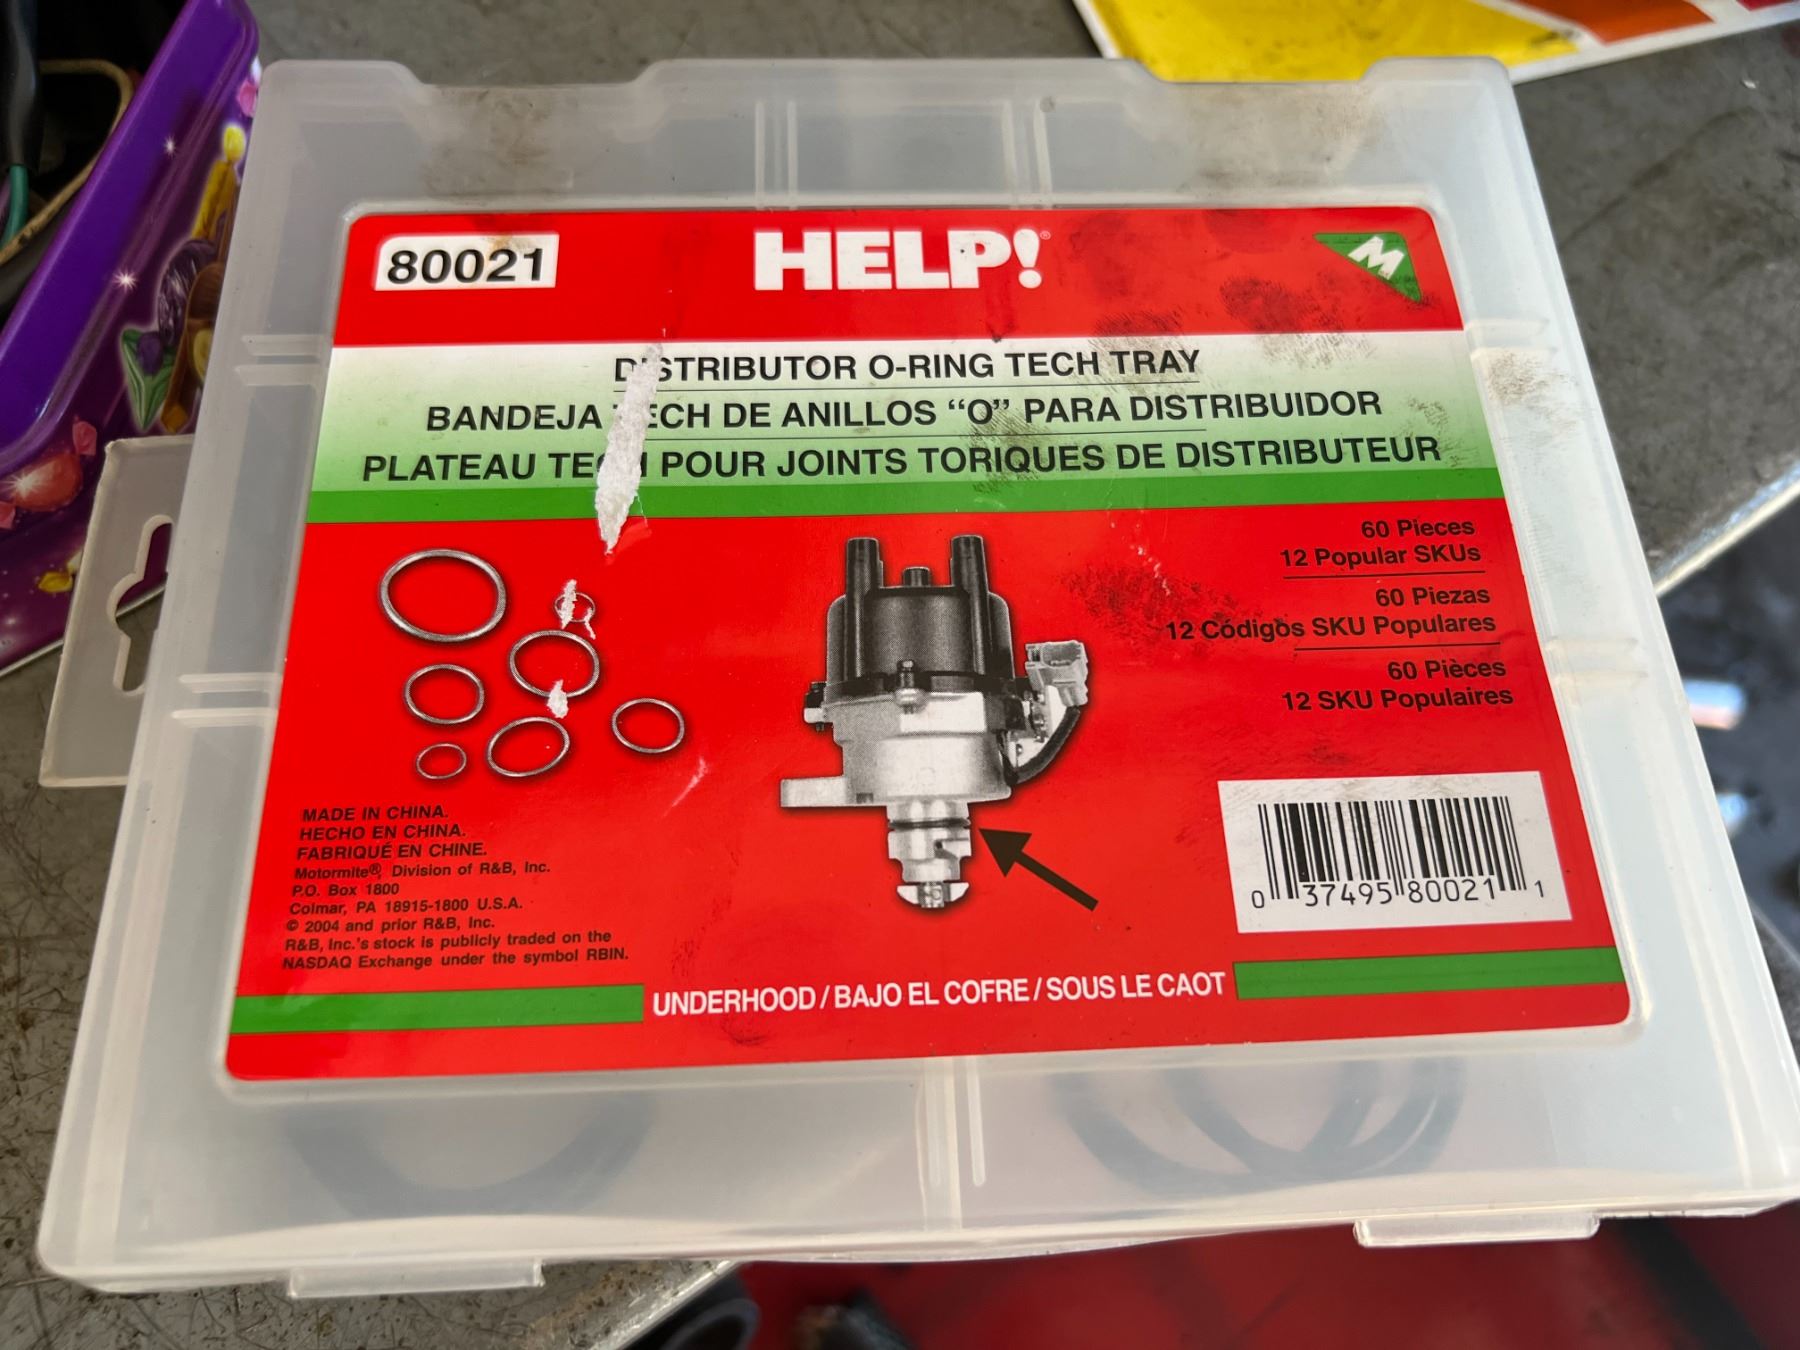 80021
HELP!®
M
DISTRIBUTOR O-RING TECH TRAY
BANDEJA TECH DE ANILLOS “O” PARA DISTRIBUIDOR
PLATEAU TECH POUR JOINTS TORIQUES DE DISTRIBUTEUR
60 Pieces
12 Popular SKUs
60 Piezas
12 Códigos SKU Populares
60 Pièces
12 SKU Populaires
MADE IN CHINA.
HECHO EN CHINA.
FABRIQUÉ EN CHINE.
Motormite®, Division of R&B, Inc.
P.O. Box 1800
Colmar, PA 18915-1800 U.S.A.
© 2004 and prior R&B, Inc.
R&B, Inc.'s stock is publicly traded on the
NASDAQ Exchange under the symbol RBIN.
0 37495 80021 1
UNDERHOOD / BAJO EL COFRE / SOUS LE CAOT